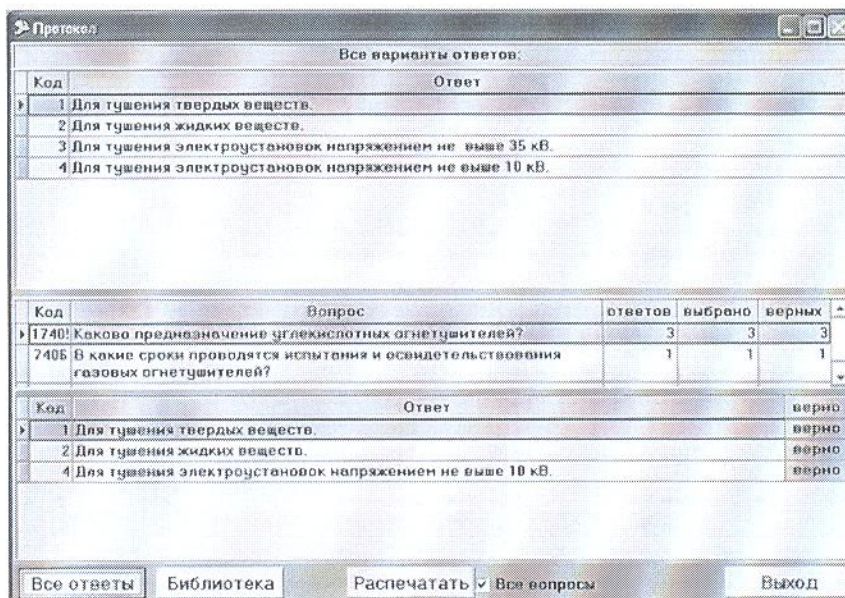 Протокол
Все варианты ответов:
Код Ответ
1 Для тушения твердых веществ.
2 Для тушения жидких веществ.
3 Для тушения электроустановок напряжением не выше 35 кВ.
4 Для тушения электроустановок напряжением не выше 10 кВ.
Код Вопрос ответов выбрано верных
Каково предназначение углекислотных огнетушителей? 3 3 3
7406 В какие сроки проводятся испытания и освидетельствования 1 1 1
газовых огнетушителей?
Код Ответ верно
1 Для тушения твердых веществ. верно
2 Для тушения жидких веществ. верно
4 Для тушения электроустановок напряжением не выше 10 кВ. верно
Все ответы Библиотека Распечатать Все вопросы Выход